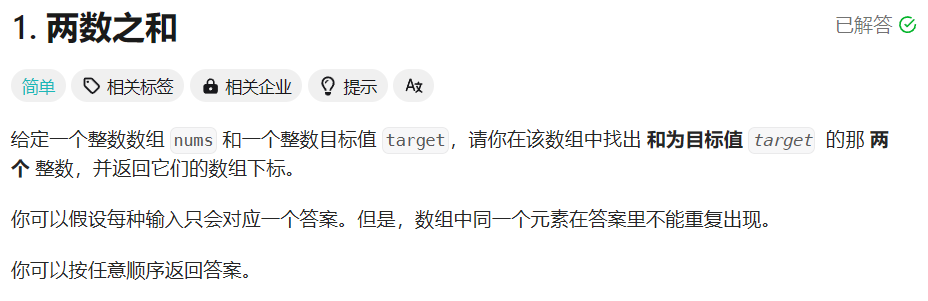 1. 两数之和
已解答
简单 相关标签 相关企业 提示
给定一个整数数组 nums 和一个整数目标值 target，请你在该数组中找出 和为目标值 target 的那 两
个 整数，并返回它们的数组下标。
你可以假设每种输入只会对应一个答案。但是，数组中同一个元素在答案里不能重复出现。
你可以按任意顺序返回答案。